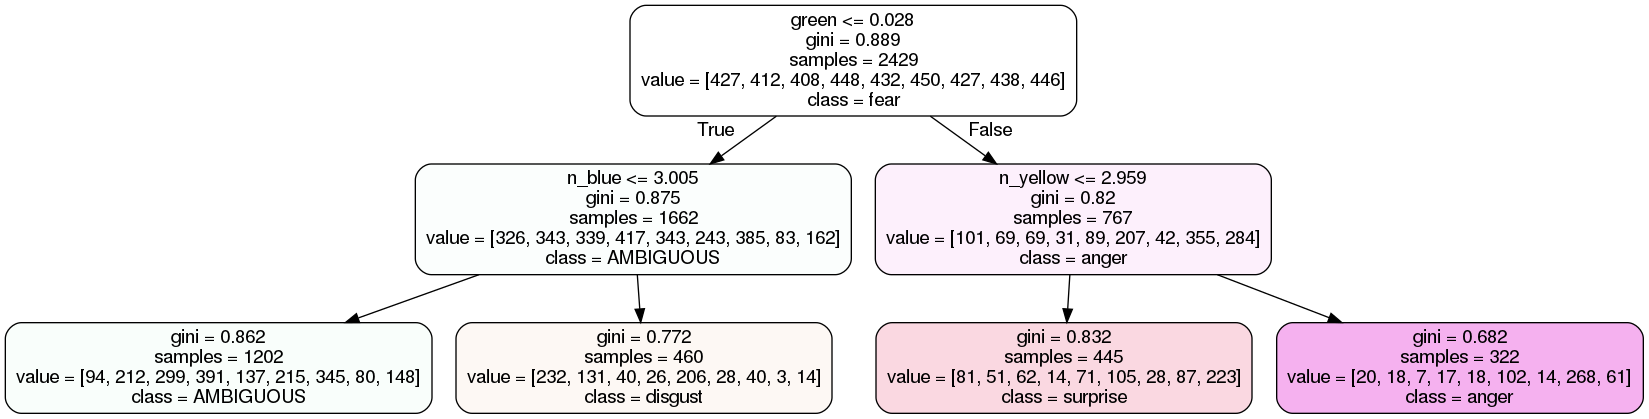 green <= 0.028
gini = 0.889
samples = 2429
value = [427, 412, 408, 448, 432, 450, 427, 438, 446]
class = fear
True
False
n_blue <= 3.005
gini = 0.875
samples = 1662
value = [326, 343, 339, 417, 343, 243, 385, 83, 162]
class = AMBIGUOUS
n_yellow <= 2.959
gini = 0.82
samples = 767
value = [101, 69, 69, 31, 89, 207, 42, 355, 284]
class = anger
gini = 0.862
samples = 1202
value = [94, 212, 299, 391, 137, 215, 345, 80, 148]
class = AMBIGUOUS
gini = 0.772
samples = 460
value = [232, 131, 40, 26, 206, 28, 40, 3, 14]
class = disgust
gini = 0.832
samples = 445
value = [81, 51, 62, 14, 71, 105, 28, 87, 223]
class = surprise
gini = 0.682
samples = 322
value = [20, 18, 7, 17, 18, 102, 14, 268, 61]
class = anger